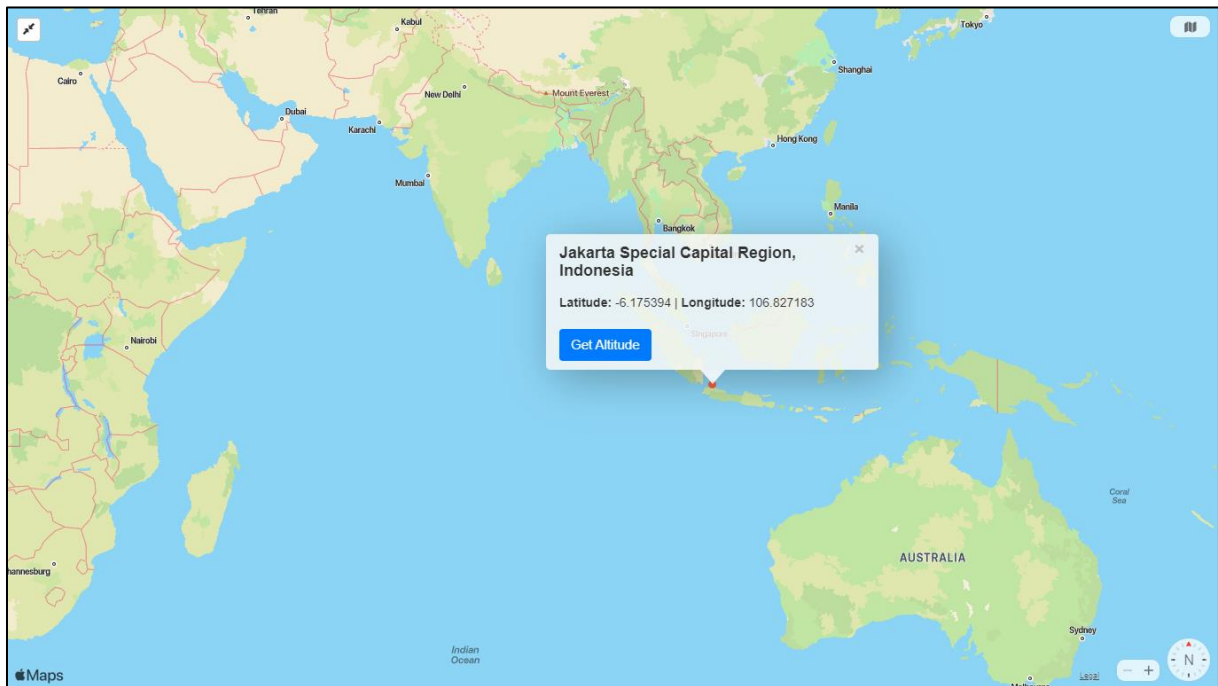 Tehran
Kabul
Tokyo
Shanghai
Cairo
New Delhi
Mount Everest
Dubai
Karachi
Hong Kong
Mumbai
Manila
Bangkok
Jakarta Special Capital Region,
Indonesia
×
Latitude: -6.175394 | Longitude: 106.827183
Singapore
Get Altitude
Nairobi
Coral
Sea
AUSTRALIA
hannesburg
Sydney
Indian
Ocean
N
Maps
Legal
− +